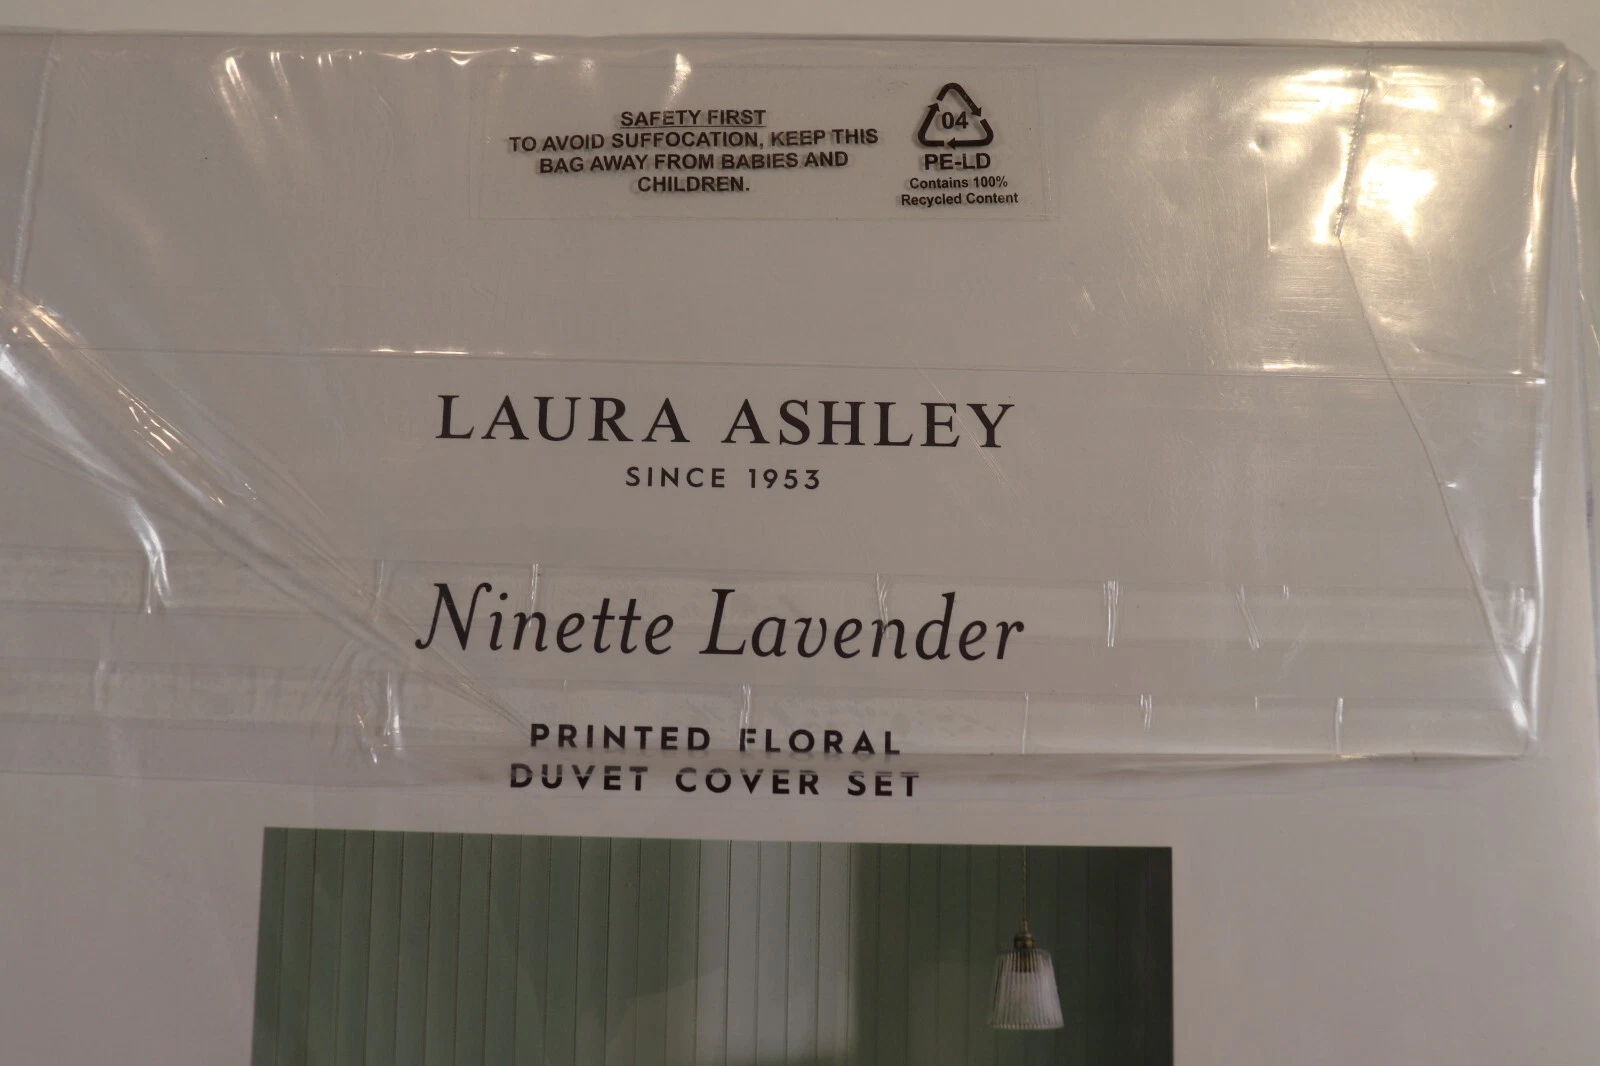 SAFETY FIRST
TO AVOID SUFFOCATION, KEEP THIS
BAG AWAY FROM BABIES AND
CHILDREN.
04
PE-LD
Contains 100%
Recycled Content
LAURA ASHLEY
SINCE 1953
Ninette Lavender
PRINTED FLORAL
DUVET COVER SET